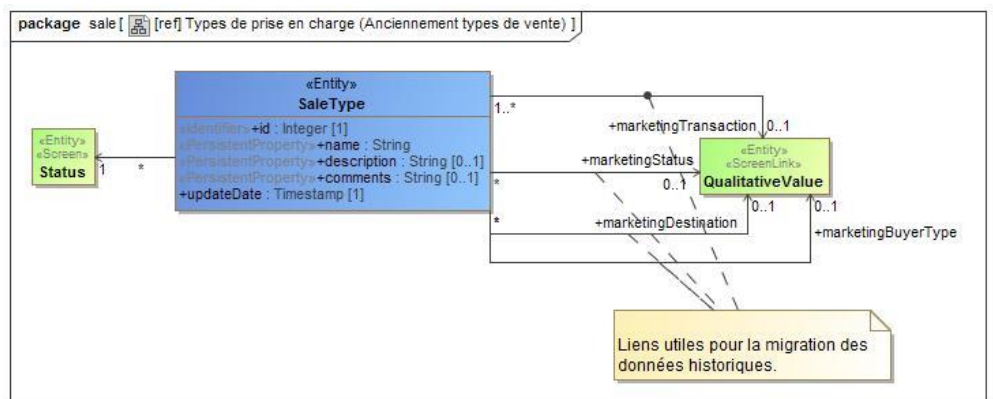 package sale [ [ref] Types de prise en charge (Anciennement types de vente) ]
«Entity»
SaleType
«Identifier»+id : Integer [1]
«PersistentProperty»+name : String
«PersistentProperty»+description : String [0..1]
«PersistentProperty»+comments : String [0..1]
+updateDate : Timestamp [1]
«Entity»
«Screen»
Status
1
*
1..*
+marketingTransaction
0..1
+marketingStatus
*
0..1
«Entity»
«ScreenLink»
QualitativeValue
*
+marketingDestination
0..1
0..1
+marketingBuyerType
Liens utiles pour la migration des
données historiques.